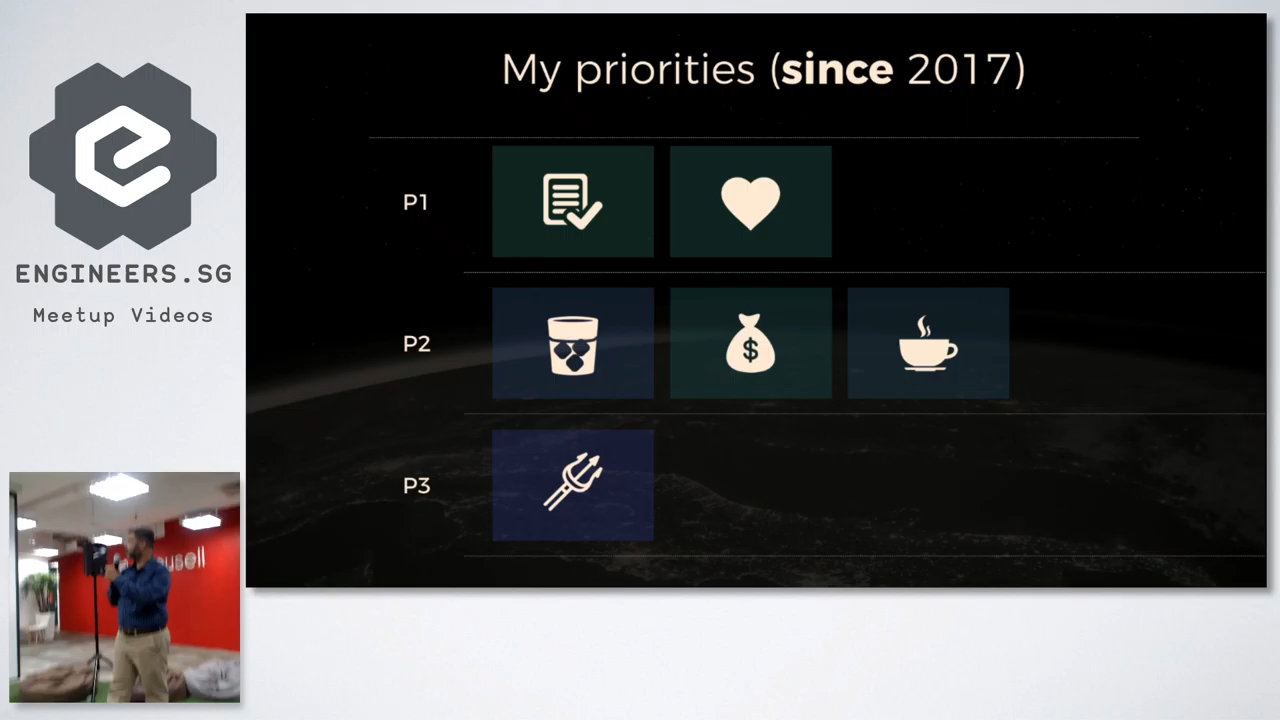 ENGINEERS.SG
Meetup Videos
My priorities (since 2017)
P1
P2
$
P3